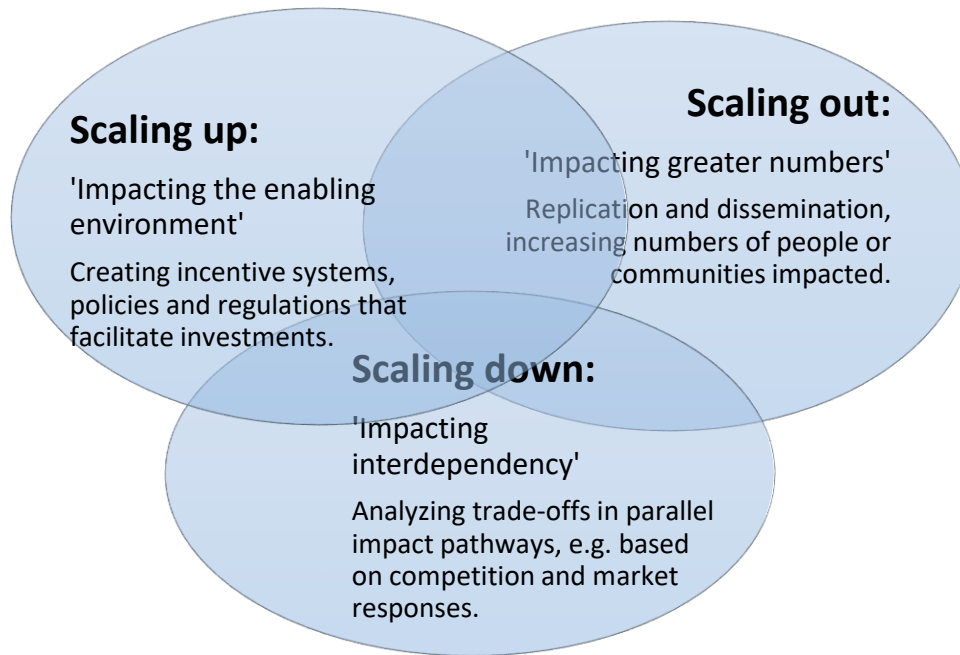 Scaling up:
'Impacting the enabling
environment'
Creating incentive systems,
policies and regulations that
facilitate investments.
Scaling out:
'Impacting greater numbers'
Replication and dissemination,
increasing numbers of people or
communities impacted.
Scaling down:
'Impacting
interdependency'
Analyzing trade-offs in parallel
impact pathways, e.g. based
on competition and market
responses.